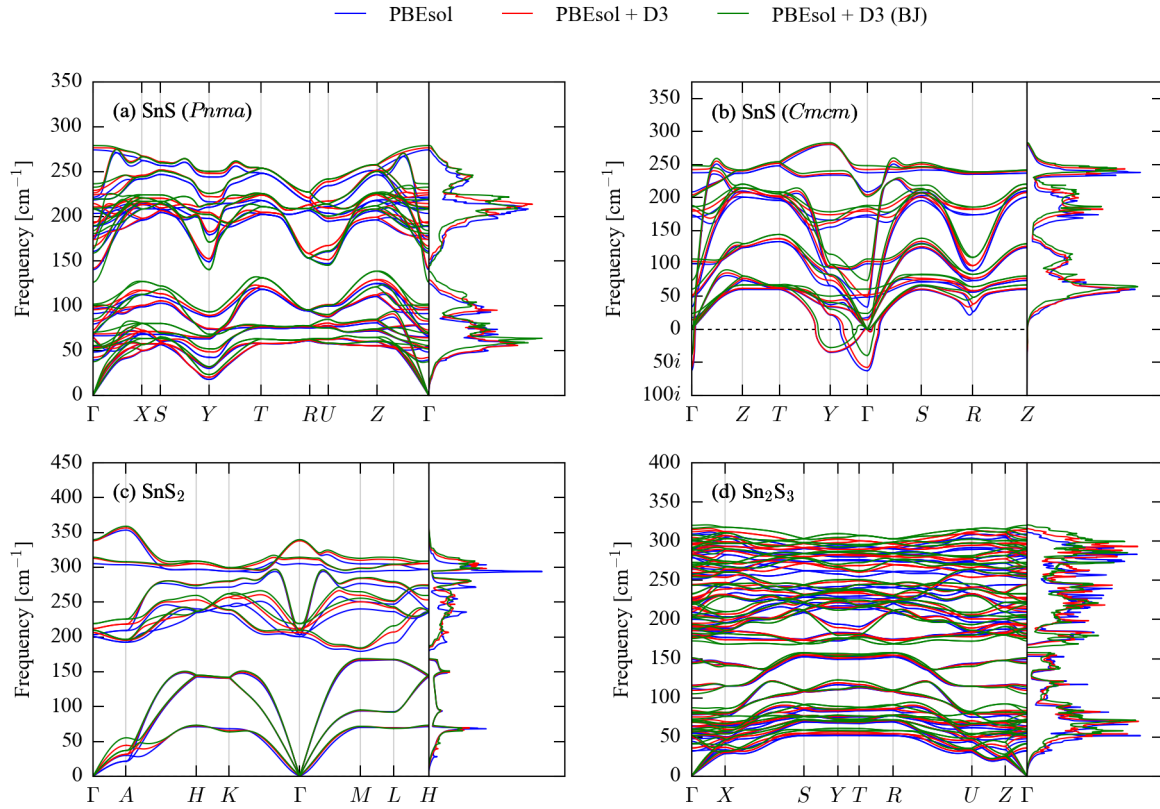 PBEsol PBEsol + D3 PBEsol + D3 (BJ)
(a) SnS (Pnma)
Frequency [cm⁻¹]
350
300
250
200
150
100
50
0
Γ X S Y T R U Z Γ
(b) SnS (Cmcm)
Frequency [cm⁻¹]
350
300
250
200
150
100
50
0
50i
100i
Γ Z T Y Γ S R Z
(c) SnS₂
Frequency [cm⁻¹]
450
400
350
300
250
200
150
100
50
0
Γ A H K Γ M L H
(d) Sn₂S₃
Frequency [cm⁻¹]
400
350
300
250
200
150
100
50
0
Γ X S Y T R U Z Γ